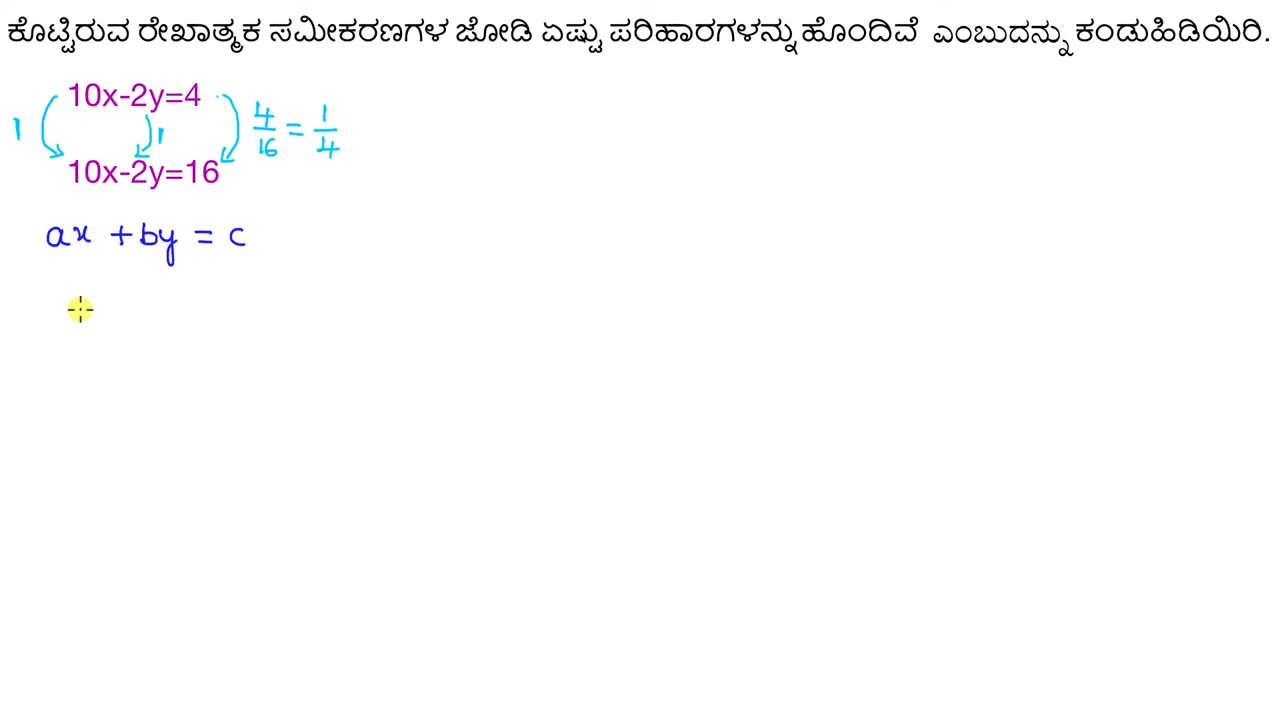 ಕೊಟ್ಟಿರುವ ರೇಖಾತ್ಮಕ ಸಮೀಕರಣಗಳ ಜೋಡಿ ಏಷ್ಟು ಪರಿಹಾರಗಳನ್ನು ಹೊಂದಿವೆ ಎಂಬುದನ್ನು ಕಂಡುಹಿಡಿಯಿರಿ.
10x-2y=4
1 1 4/16 = 1/4
10x-2y=16
ax + by = c